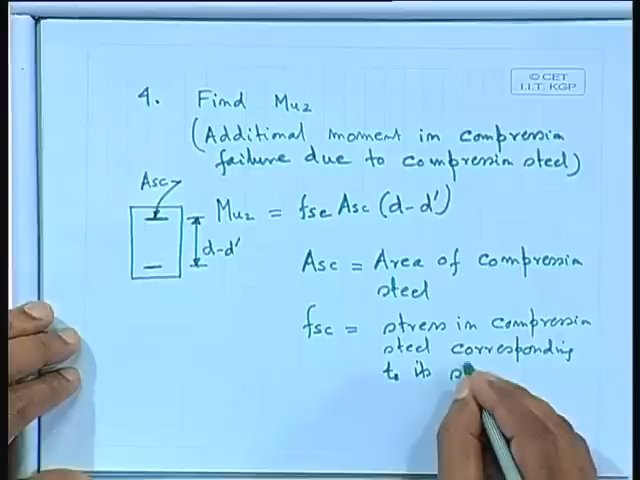 © CET
I.I.T. KGP
4. Find Mu2
(Additional moment in compression
failure due to compression steel)
Asc
Mu2 = fsc Asc (d-d')
d-d'
Asc = Area of compression
steel
fsc = stress in compression
steel corresponding
to its